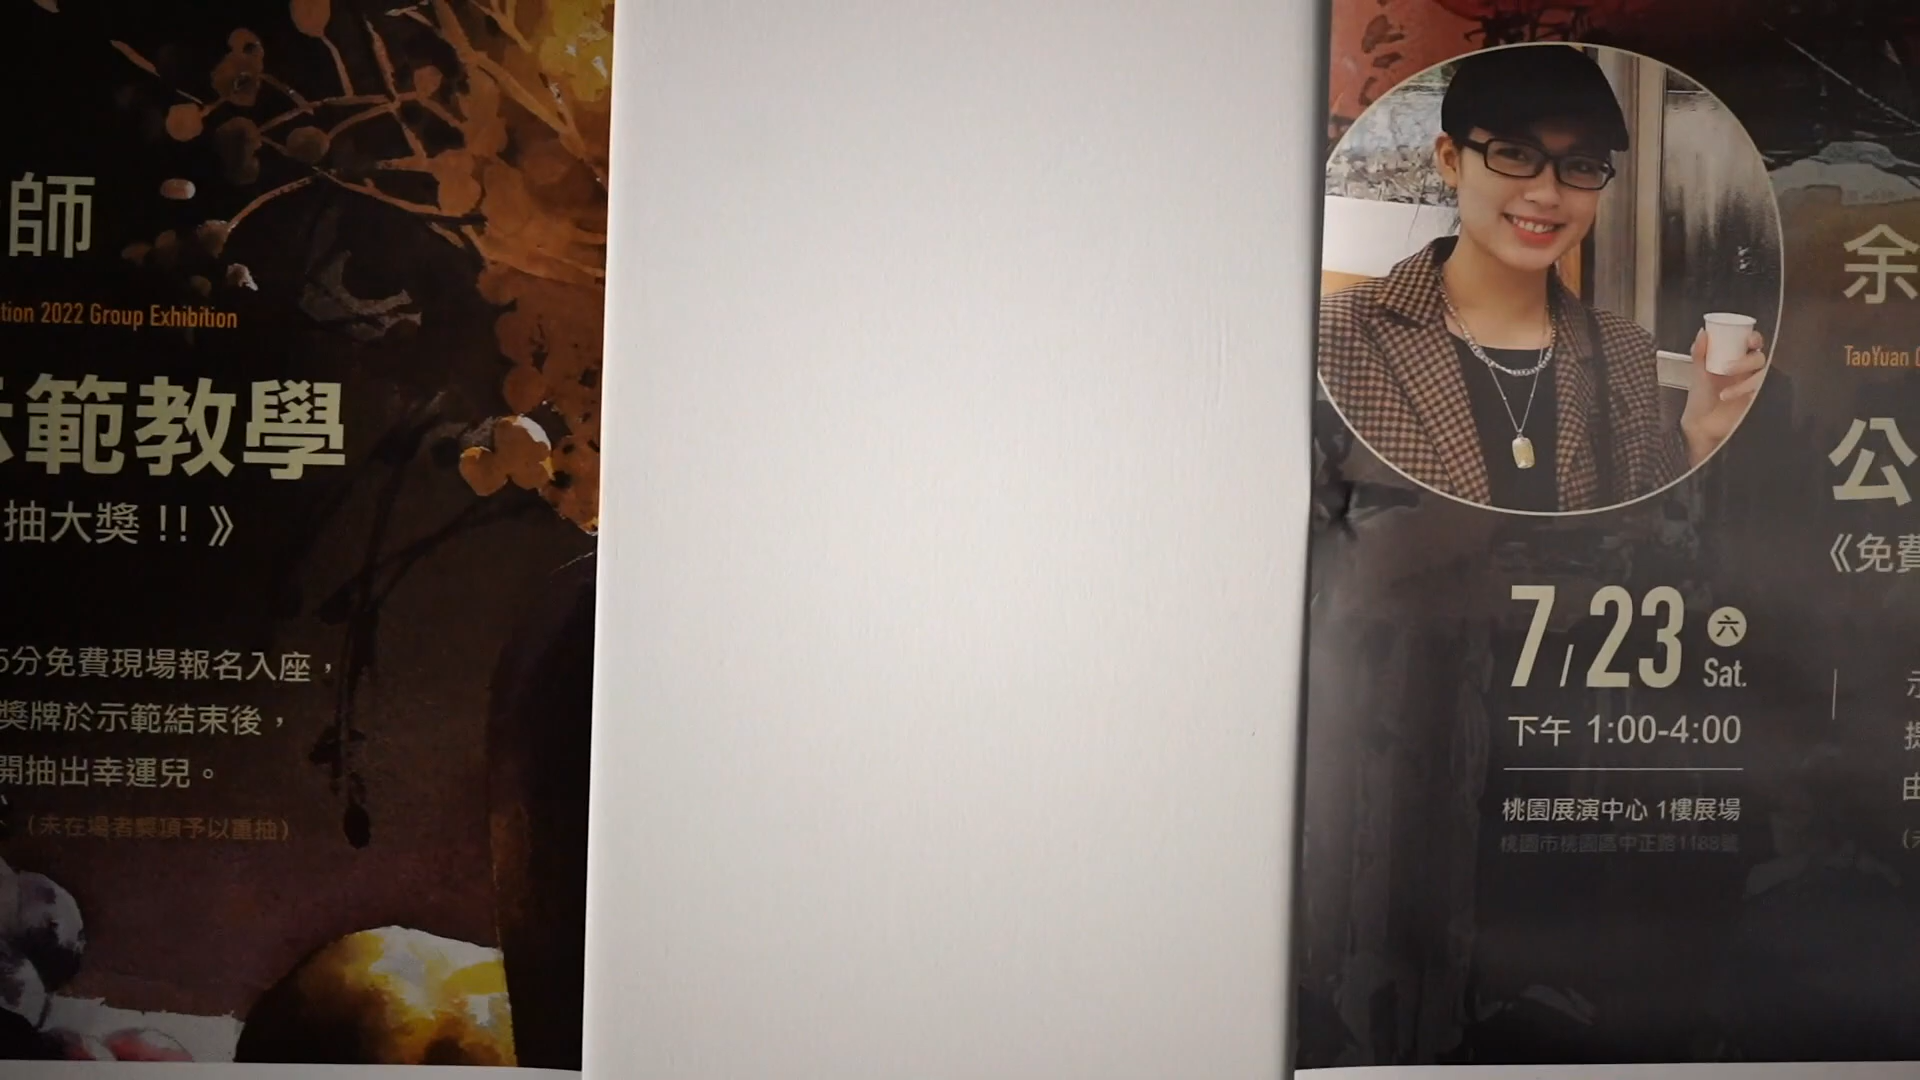 師
tion 2022 Group Exhibition
示範教學
抽大獎 !! 》
5分免費現場報名入座，
獎牌於示範結束後，
開抽出幸運兒。
（未在場者獎項予以重抽）
余
TaoYuan
公
《免費
7/23 六
Sat.
下午 1:00-4:00
桃園展演中心 1樓展場
桃園市桃園區中正路1188號
示
提
由